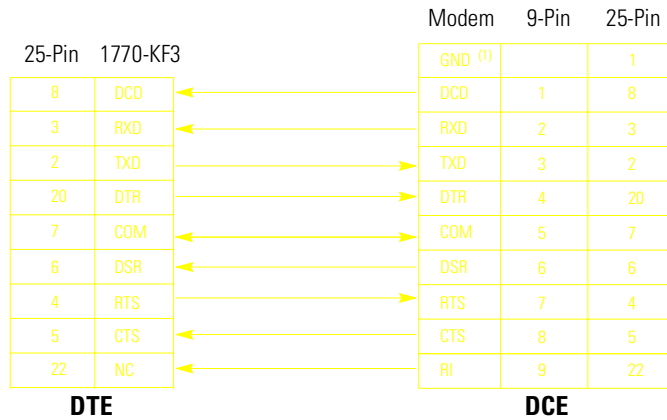 Modem 9-Pin 25-Pin
25-Pin 1770-KF3
GND (1) 1
8 DCD DCD 1 8
3 RXD RXD 2 3
2 TXD TXD 3 2
20 DTR DTR 4 20
7 COM COM 5 7
6 DSR DSR 6 6
4 RTS RTS 7 4
5 CTS CTS 8 5
22 NC RI 9 22
DTE DCE